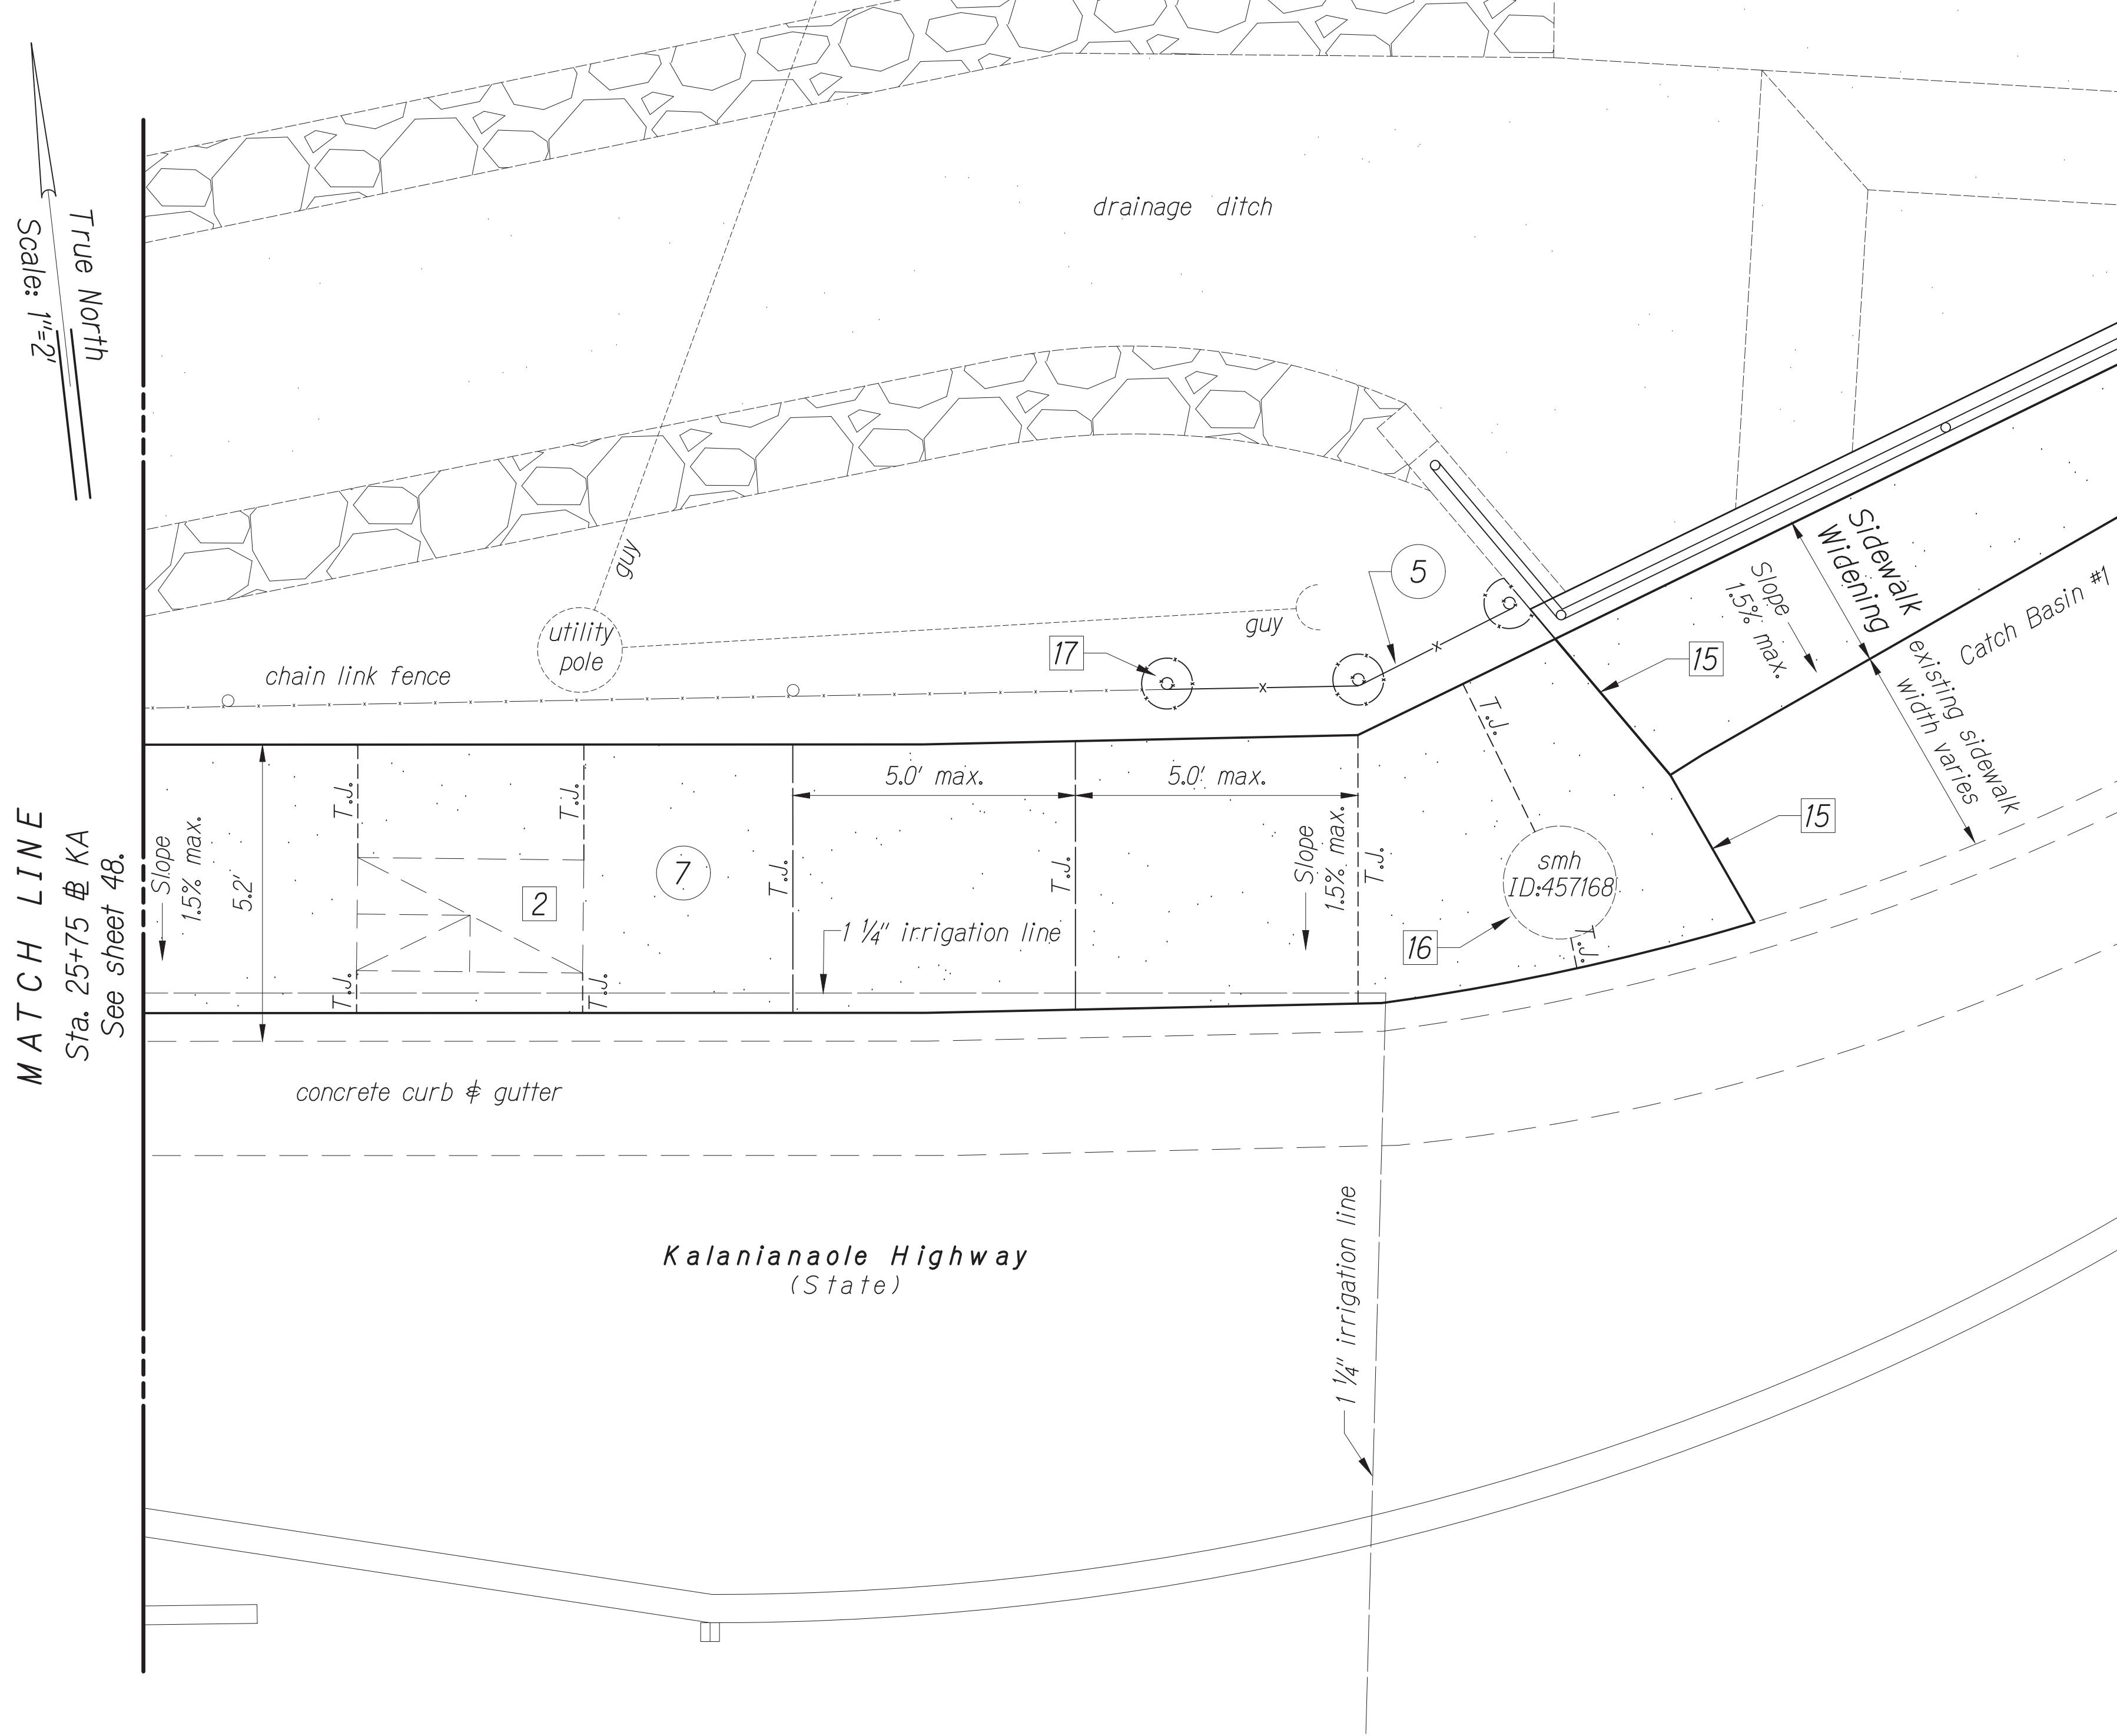 True North
Scale: 1"=2'
drainage ditch
guy
utility
pole
guy
5
17
chain link fence
Sidewalk
Widening
Slope
1.5% max.
15
existing sidewalk
width varies
Catch Basin #1
T.J.
T.J.
T.J.
5.0' max.
5.0' max.
MATCH LINE
Sta. 25+75 ⅊ KA
See sheet 48.
Slope
1.5% max.
5.2'
2
7
T.J.
T.J.
Slope
1.5% max.
T.J.
15
smh
ID:457168
16
T.J.
1 ¼" irrigation line
T.J.
T.J.
concrete curb & gutter
1 ¼" irrigation line
Kalanianaole Highway
(State)